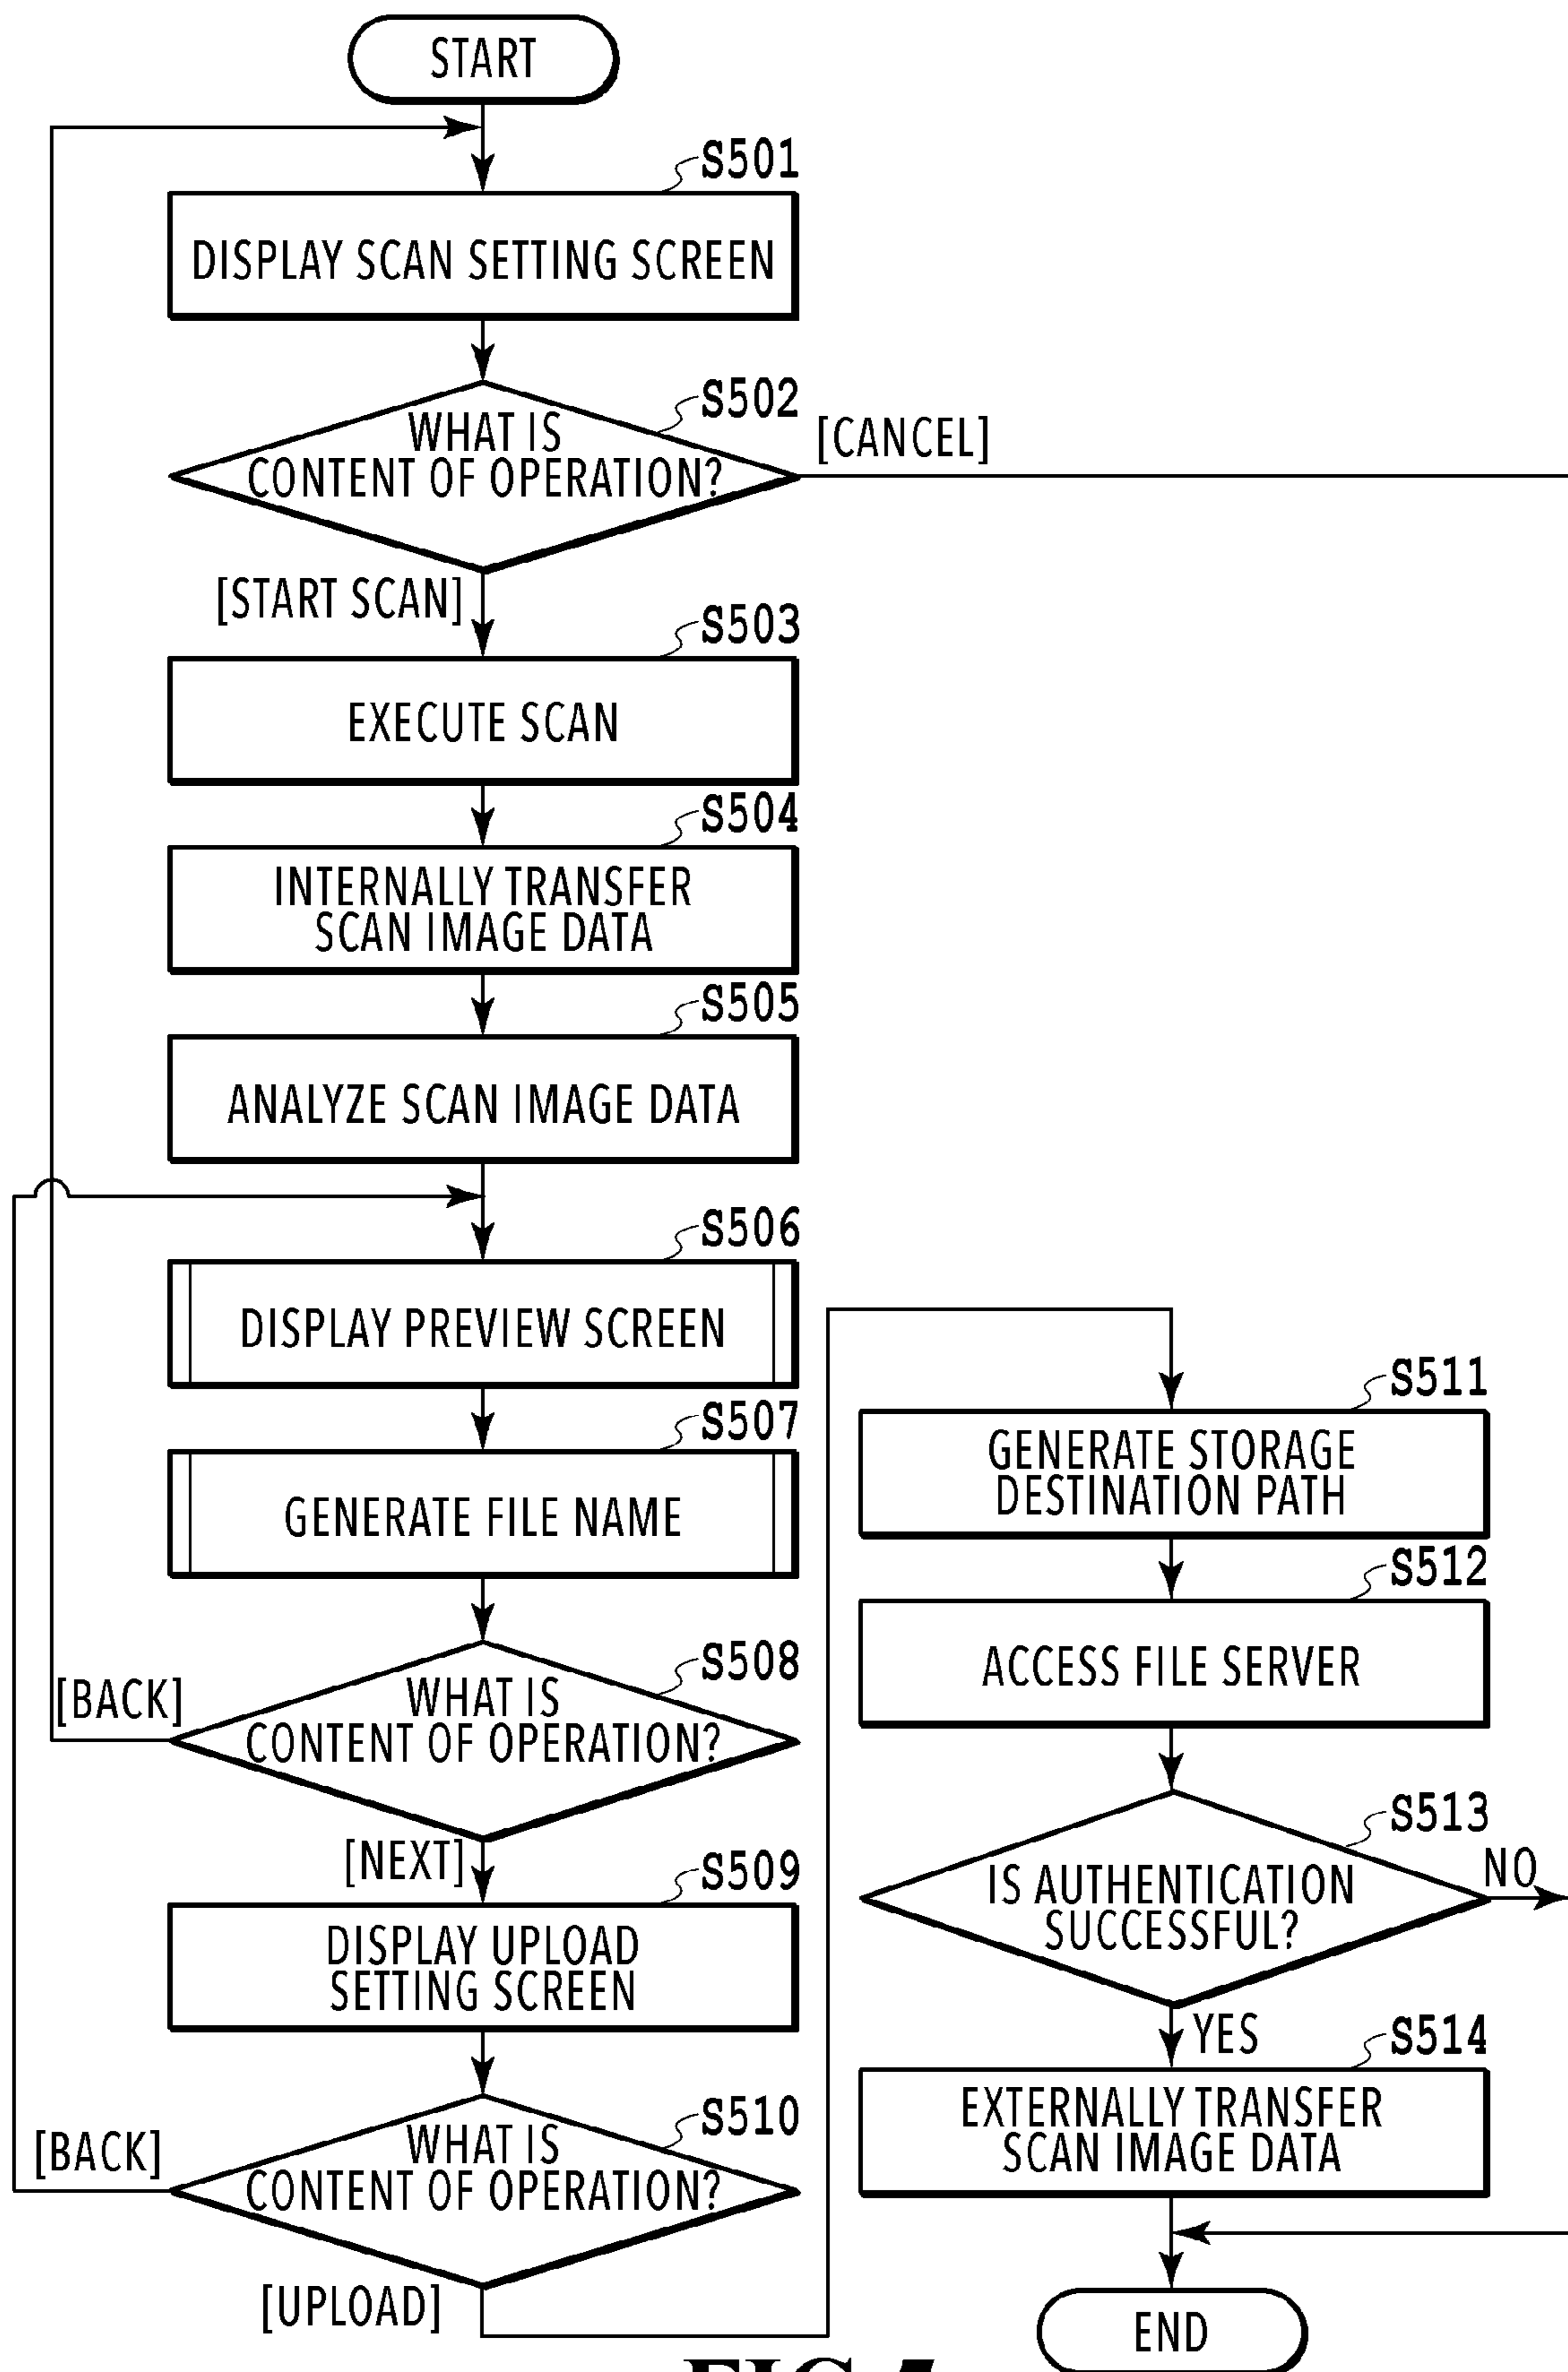 START
S501
DISPLAY SCAN SETTING SCREEN
S502
WHAT IS
CONTENT OF OPERATION?
[CANCEL]
[START SCAN]
S503
EXECUTE SCAN
S504
INTERNALLY TRANSFER
SCAN IMAGE DATA
S505
ANALYZE SCAN IMAGE DATA
S506
DISPLAY PREVIEW SCREEN
S507
GENERATE FILE NAME
S508
WHAT IS
CONTENT OF OPERATION?
[BACK]
[NEXT]
S509
DISPLAY UPLOAD
SETTING SCREEN
S510
WHAT IS
CONTENT OF OPERATION?
[BACK]
[UPLOAD]
S511
GENERATE STORAGE
DESTINATION PATH
S512
ACCESS FILE SERVER
S513
IS AUTHENTICATION
SUCCESSFUL?
NO
YES
S514
EXTERNALLY TRANSFER
SCAN IMAGE DATA
END